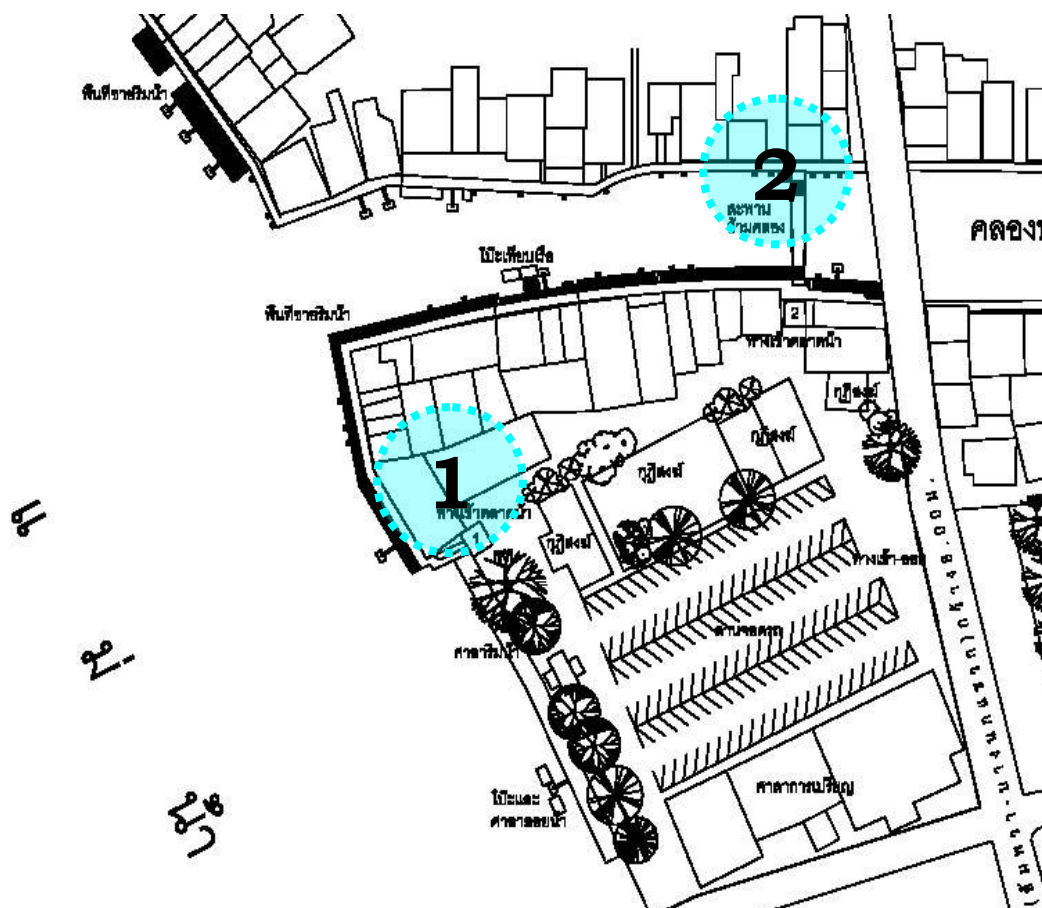 พื้นที่ขายริมน้ำ
2
สะพาน
ข้ามคลอง
โป๊ะเทียบเรือ
พื้นที่ขายริมน้ำ
2
ทางเข้าตลาดน้ำ
กุฏิสงฆ์
กุฏิสงฆ์
กุฏิสงฆ์
1
ทางเข้าตลาดน้ำ
1
กุฏิสงฆ์
ทางเข้า-ออก
ลานจอดรถ
ศาลาริมน้ำ
ศาลาการเปรียญ
โป๊ะและ
ศาลาลอยน้ำ